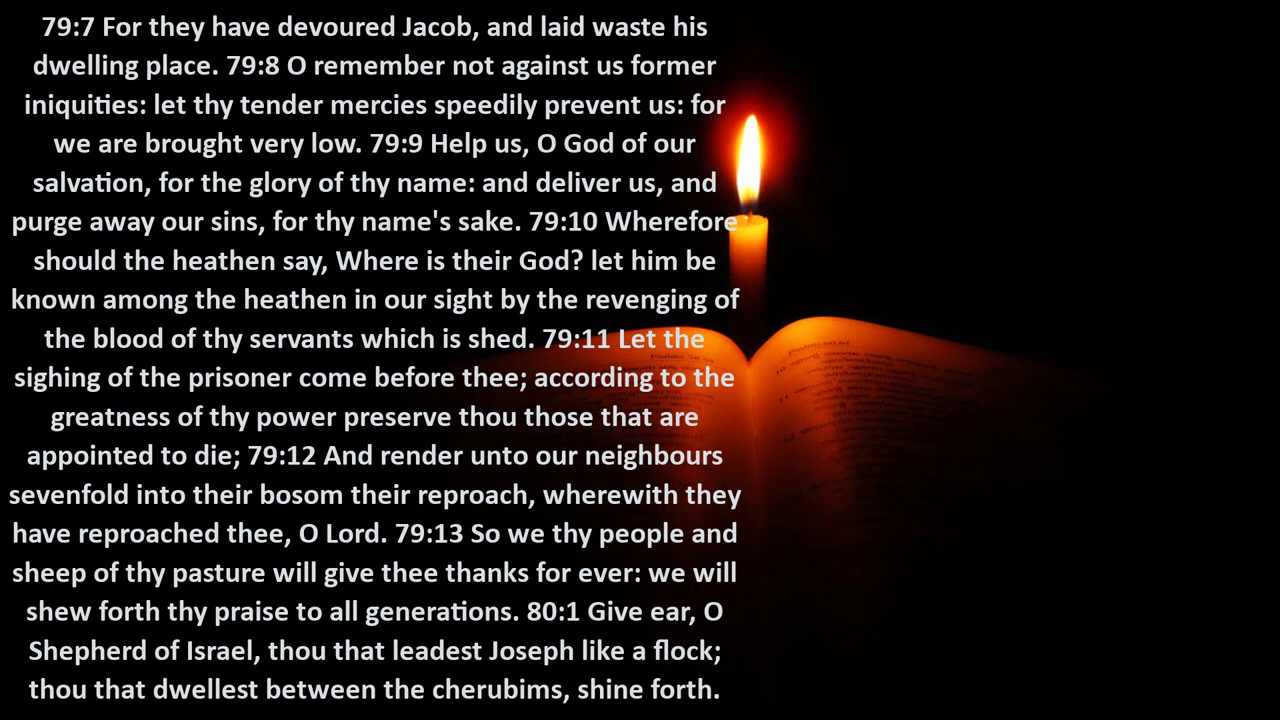 79:7 For they have devoured Jacob, and laid waste his
dwelling place. 79:8 O remember not against us former
iniquities: let thy tender mercies speedily prevent us: for
we are brought very low. 79:9 Help us, O God of our
salvation, for the glory of thy name: and deliver us, and
purge away our sins, for thy name's sake. 79:10 Wherefore
should the heathen say, Where is their God? let him be
known among the heathen in our sight by the revenging of
the blood of thy servants which is shed. 79:11 Let the
sighing of the prisoner come before thee; according to the
greatness of thy power preserve thou those that are
appointed to die; 79:12 And render unto our neighbours
sevenfold into their bosom their reproach, wherewith they
have reproached thee, O Lord. 79:13 So we thy people and
sheep of thy pasture will give thee thanks for ever: we will
shew forth thy praise to all generations. 80:1 Give ear, O
Shepherd of Israel, thou that leadest Joseph like a flock;
thou that dwellest between the cherubims, shine forth.